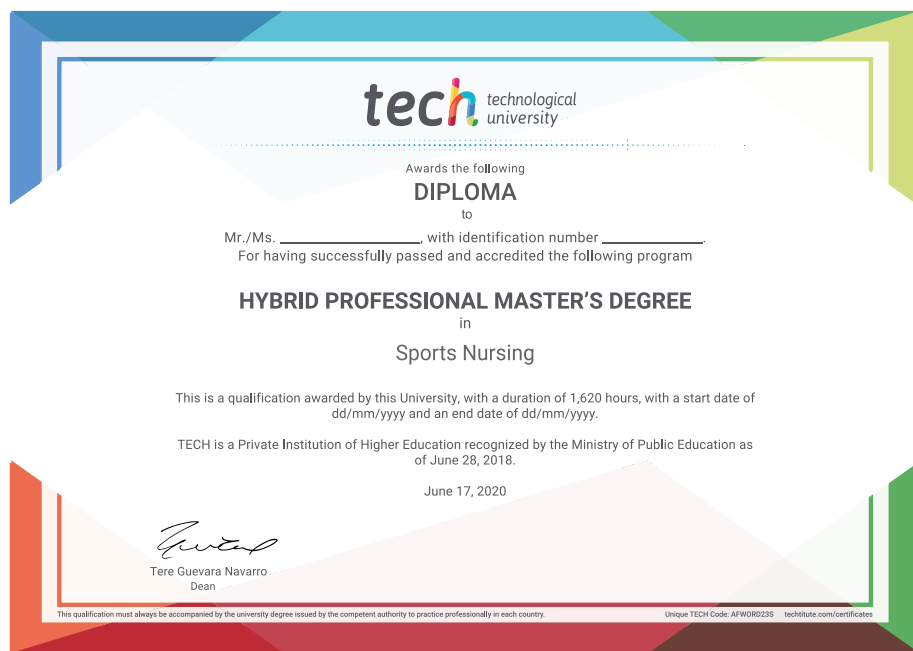 tech technological
university
Awards the following
DIPLOMA
to
Mr./Ms. ____________________, with identification number ______________.
For having successfully passed and accredited the following program
HYBRID PROFESSIONAL MASTER'S DEGREE
in
Sports Nursing
This is a qualification awarded by this University, with a duration of 1,620 hours, with a start date of
dd/mm/yyyy and an end date of dd/mm/yyyy.
TECH is a Private Institution of Higher Education recognized by the Ministry of Public Education as
of June 28, 2018.
June 17, 2020
Tere Guevara Navarro
Dean
This qualification must always be accompanied by the university degree issued by the competent authority to practice professionally in each country. Unique TECH Code: AFWORD23S techtitute.com/certificates